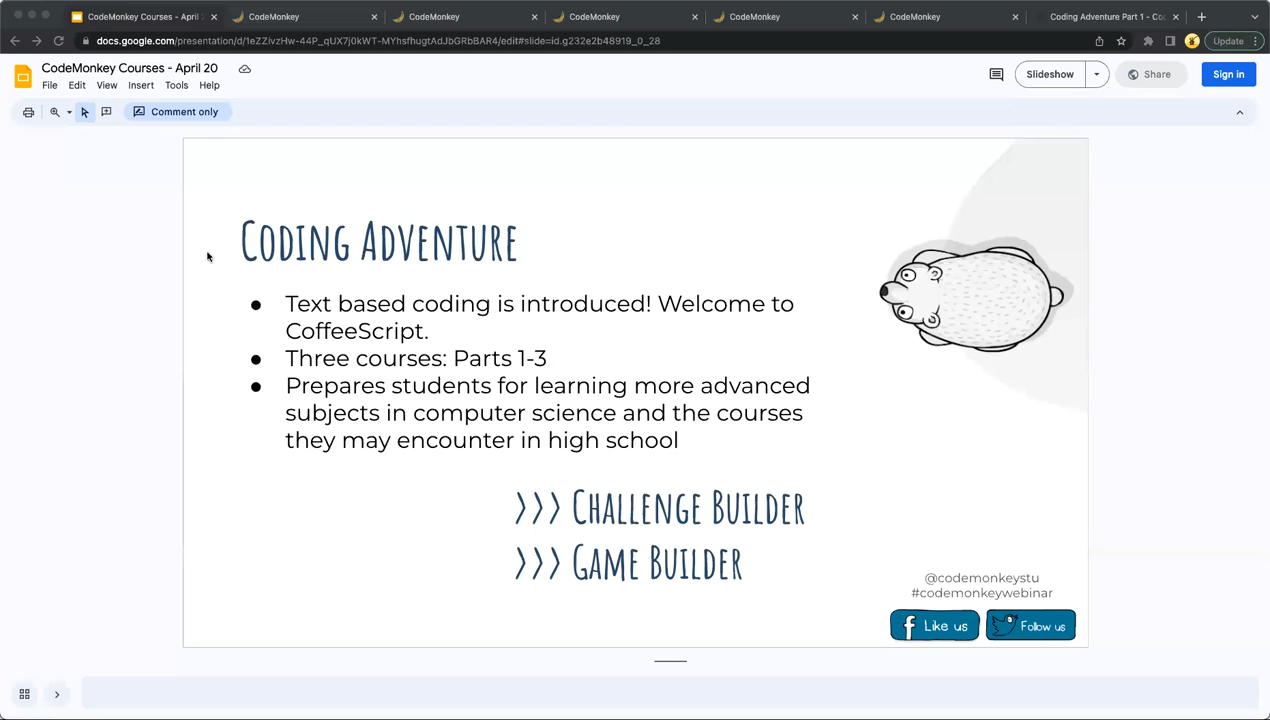 CodeMonkey Courses - April 2
CodeMonkey
CodeMonkey
CodeMonkey
CodeMonkey
CodeMonkey
Coding Adventure Part 1 - Co
docs.google.com/presentation/d/1eZZivzHw-44P_qUX7j0kWT-MYhsfhugtAdJbGRbBAR4/edit#slide=id.g232e2b48919_0_28
Update
CodeMonkey Courses - April 20
File Edit View Insert Tools Help
Slideshow
Share
Sign in
Comment only
CODING ADVENTURE
● Text based coding is introduced! Welcome to
CoffeeScript.
● Three courses: Parts 1-3
● Prepares students for learning more advanced
subjects in computer science and the courses
they may encounter in high school
>>> CHALLENGE BUILDER
>>> GAME BUILDER
@codemonkeystu
#codemonkeywebinar
f Like us
Follow us